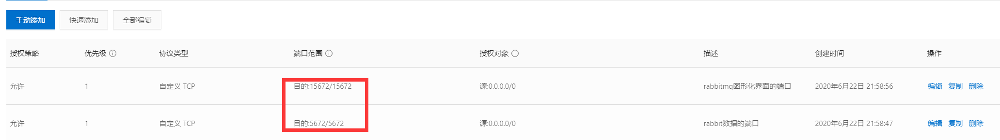 手动添加 快速添加 全部编辑
授权策略 优先级 协议类型 端口范围 授权对象 描述 创建时间 操作
允许 1 自定义 TCP 目的:15672/15672 源:0.0.0.0/0 rabbitmq图形化界面的端口 2020年6月22日 21:58:56 编辑 复制 删除
允许 1 自定义 TCP 目的:5672/5672 源:0.0.0.0/0 rabbit数据的端口 2020年6月22日 21:58:47 编辑 复制 删除